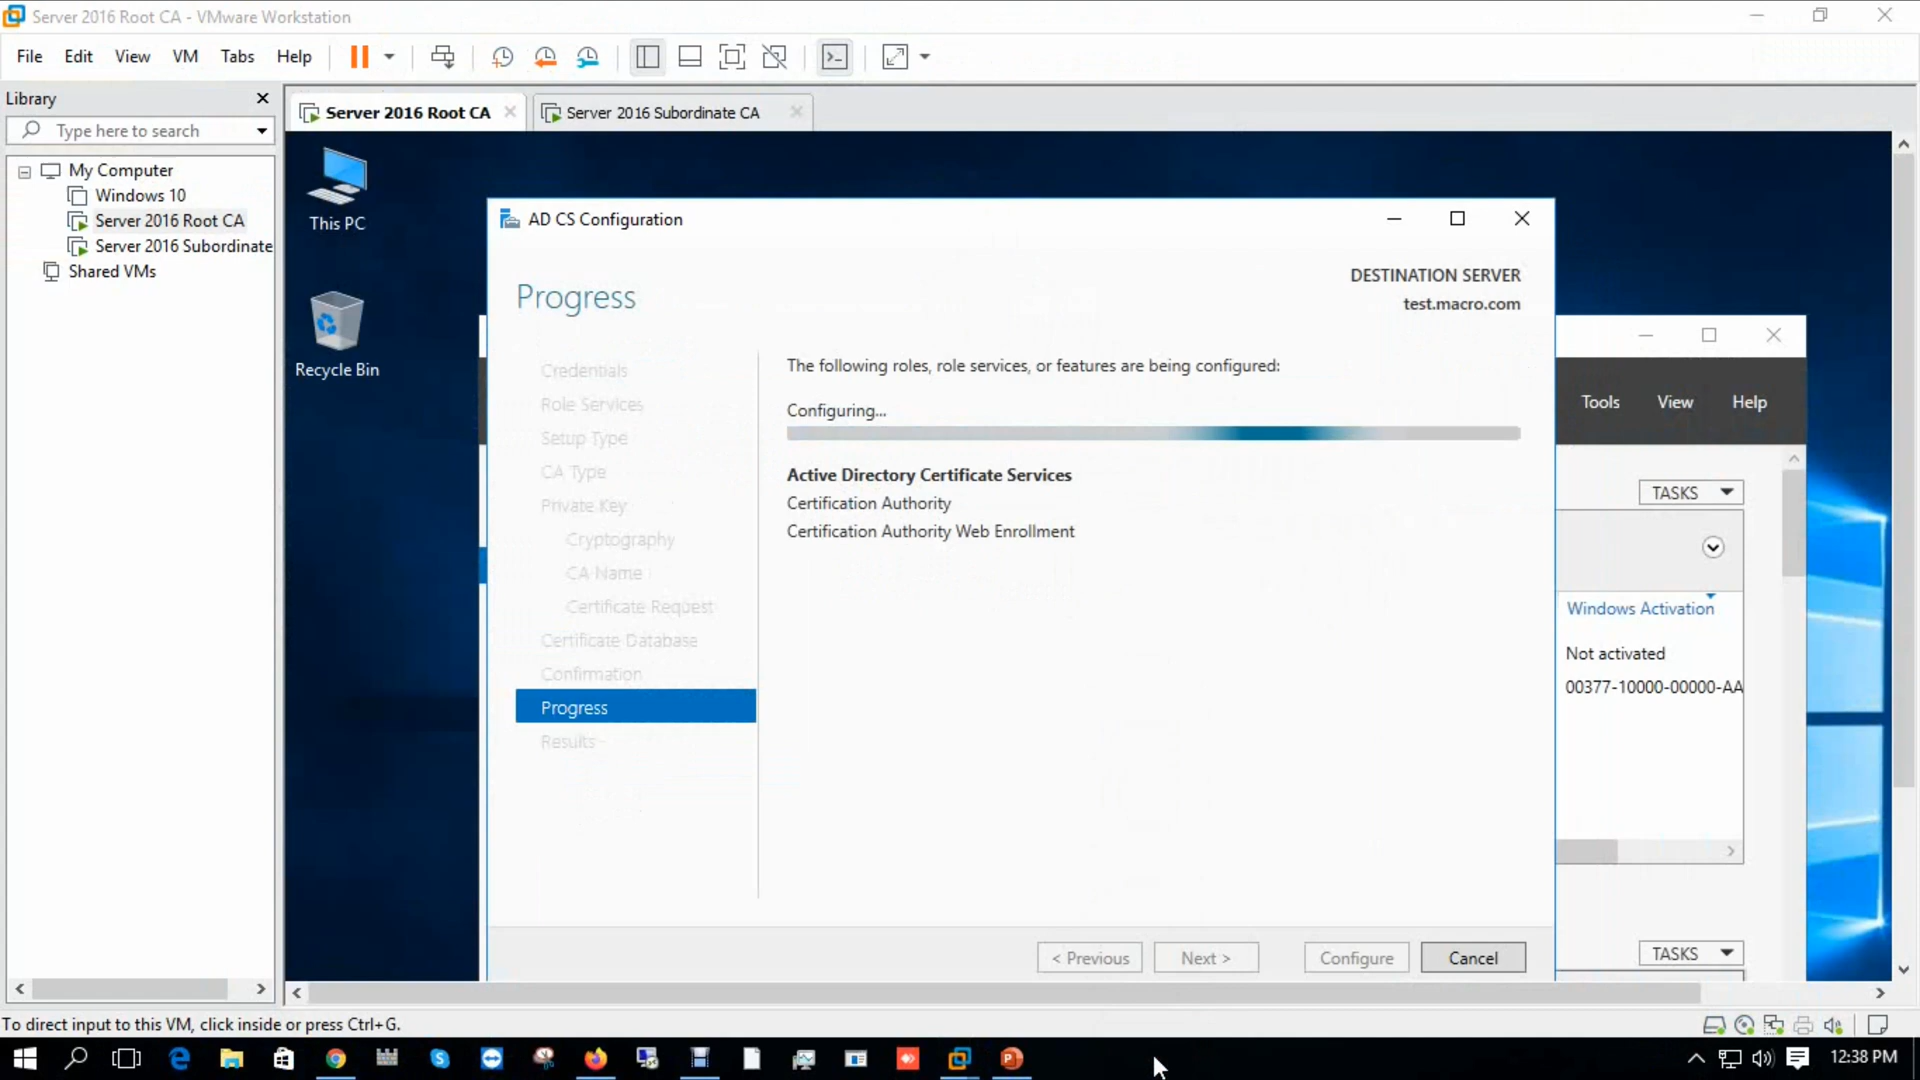 Server 2016 Root CA - VMware Workstation
File Edit View VM Tabs Help
Library
Type here to search
My Computer
Windows 10
Server 2016 Root CA
Server 2016 Subordinate
Shared VMs
Server 2016 Root CA
Server 2016 Subordinate CA
This PC
Recycle Bin
AD CS Configuration
Progress
DESTINATION SERVER
test.macro.com
Credentials
Role Services
Setup Type
CA Type
Private Key
Cryptography
CA Name
Certificate Request
Certificate Database
Confirmation
Progress
Results
The following roles, role services, or features are being configured:
Configuring...
Active Directory Certificate Services
Certification Authority
Certification Authority Web Enrollment
< Previous
Next >
Configure
Cancel
Tools View Help
TASKS
Windows Activation
Not activated
00377-10000-00000-AA
TASKS
To direct input to this VM, click inside or press Ctrl+G.
12:38 PM